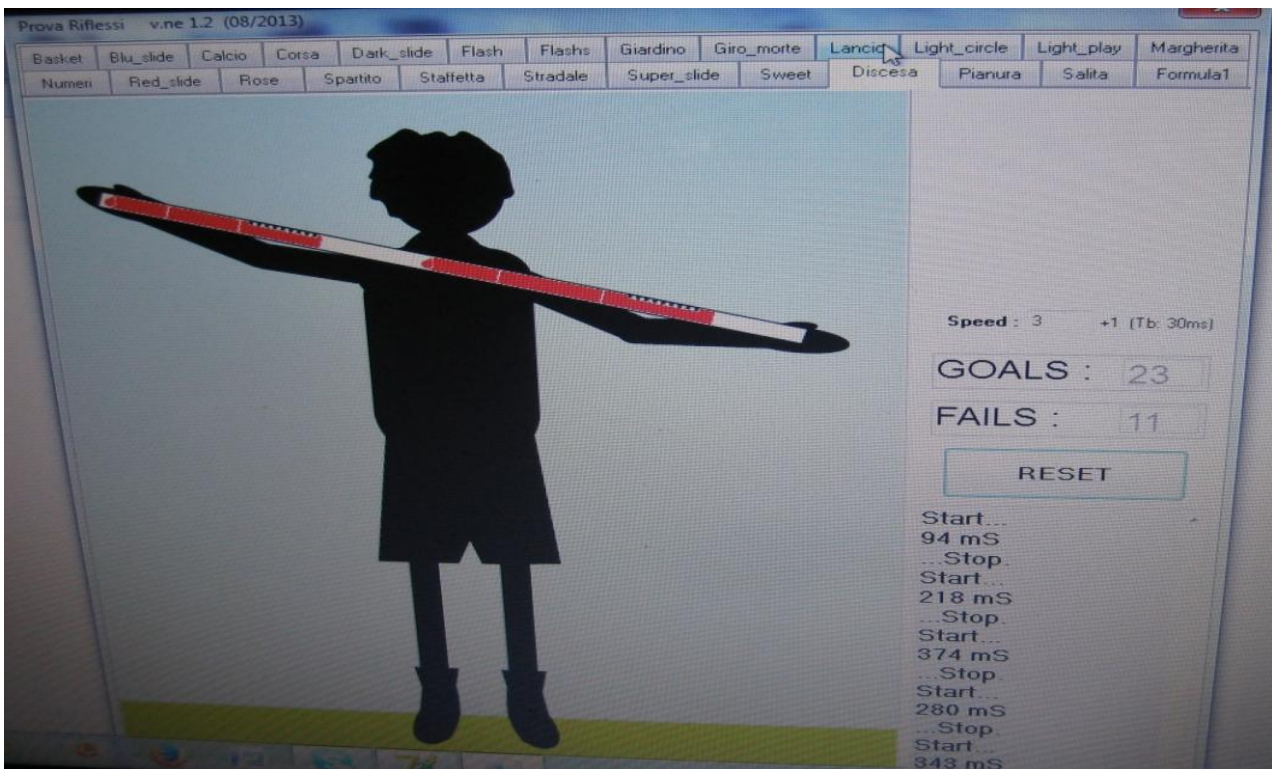 Prova Riflessi v.ne 1.2 (08/2013)
Basket Blu_slide Calcio Corsa Dark_slide Flash Flashs Giardino Giro_morte Lancio Light_circle Light_play Margherita
Numeri Red_slide Rose Spartito Staffetta Stradale Super_slide Sweet Discesa Pianura Salita Formula1
Speed : 3 +1 (Tb: 30ms)
GOALS : 23
FAILS : 11
RESET
Start...
94 mS
...Stop.
Start...
218 mS
...Stop.
Start...
374 mS
...Stop.
Start...
280 mS
...Stop.
Start...
343 mS